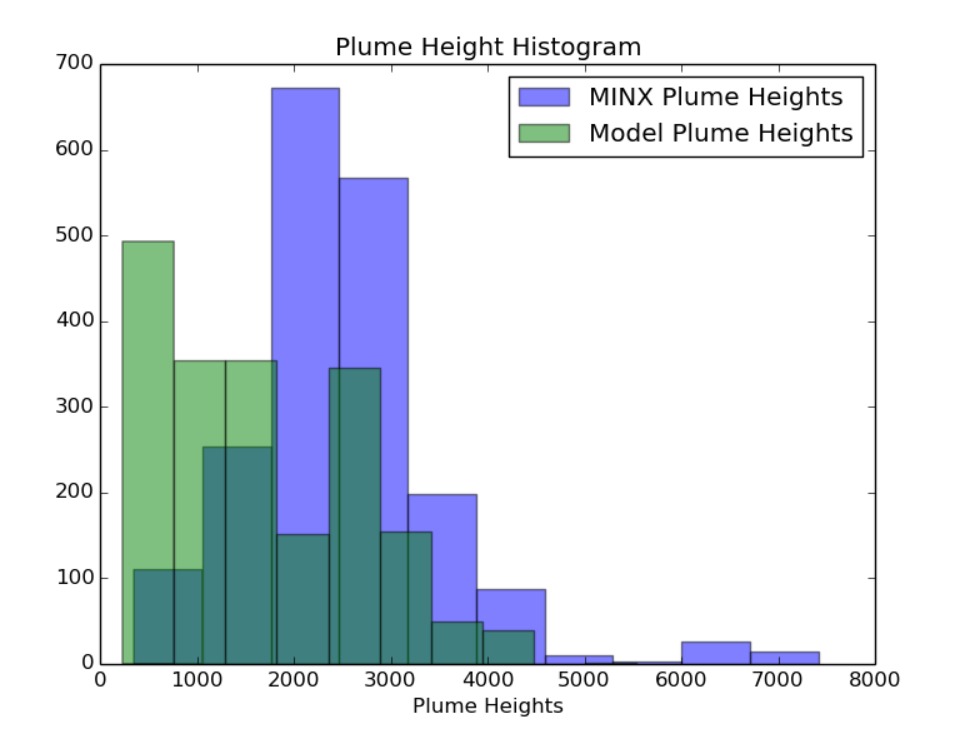 Plume Height Histogram
MINX Plume Heights
Model Plume Heights
700
600
500
400
300
200
100
0
0 1000 2000 3000 4000 5000 6000 7000 8000
Plume Heights